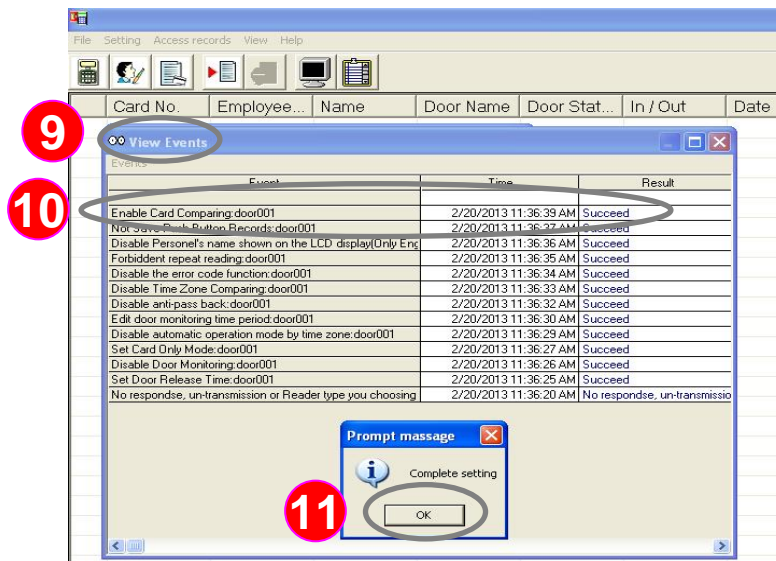 File Setting Access records View Help
Card No. Employee... Name Door Name Door Stat... In / Out Date
9
View Events
Events
Event Time Result
10
Enable Card Comparing:door001 2/20/2013 11:36:39 AM Succeed
Not Save Push Button Records:door001 2/20/2013 11:36:37 AM Succeed
Disable Personel's name shown on the LCD display(Only Eng 2/20/2013 11:36:36 AM Succeed
Forbiddent repeat reading:door001 2/20/2013 11:36:35 AM Succeed
Disable the error code function:door001 2/20/2013 11:36:34 AM Succeed
Disable Time Zone Comparing:door001 2/20/2013 11:36:33 AM Succeed
Disable anti-pass back:door001 2/20/2013 11:36:32 AM Succeed
Edit door monitoring time period:door001 2/20/2013 11:36:30 AM Succeed
Disable automatic operation mode by time zone:door001 2/20/2013 11:36:29 AM Succeed
Set Card Only Mode:door001 2/20/2013 11:36:27 AM Succeed
Disable Door Monitoring:door001 2/20/2013 11:36:26 AM Succeed
Set Door Release Time:door001 2/20/2013 11:36:25 AM Succeed
No respondse, un-transmission or Reader type you choosing 2/20/2013 11:36:20 AM No respondse, un-transmissio
Prompt massage
Complete setting
11
OK